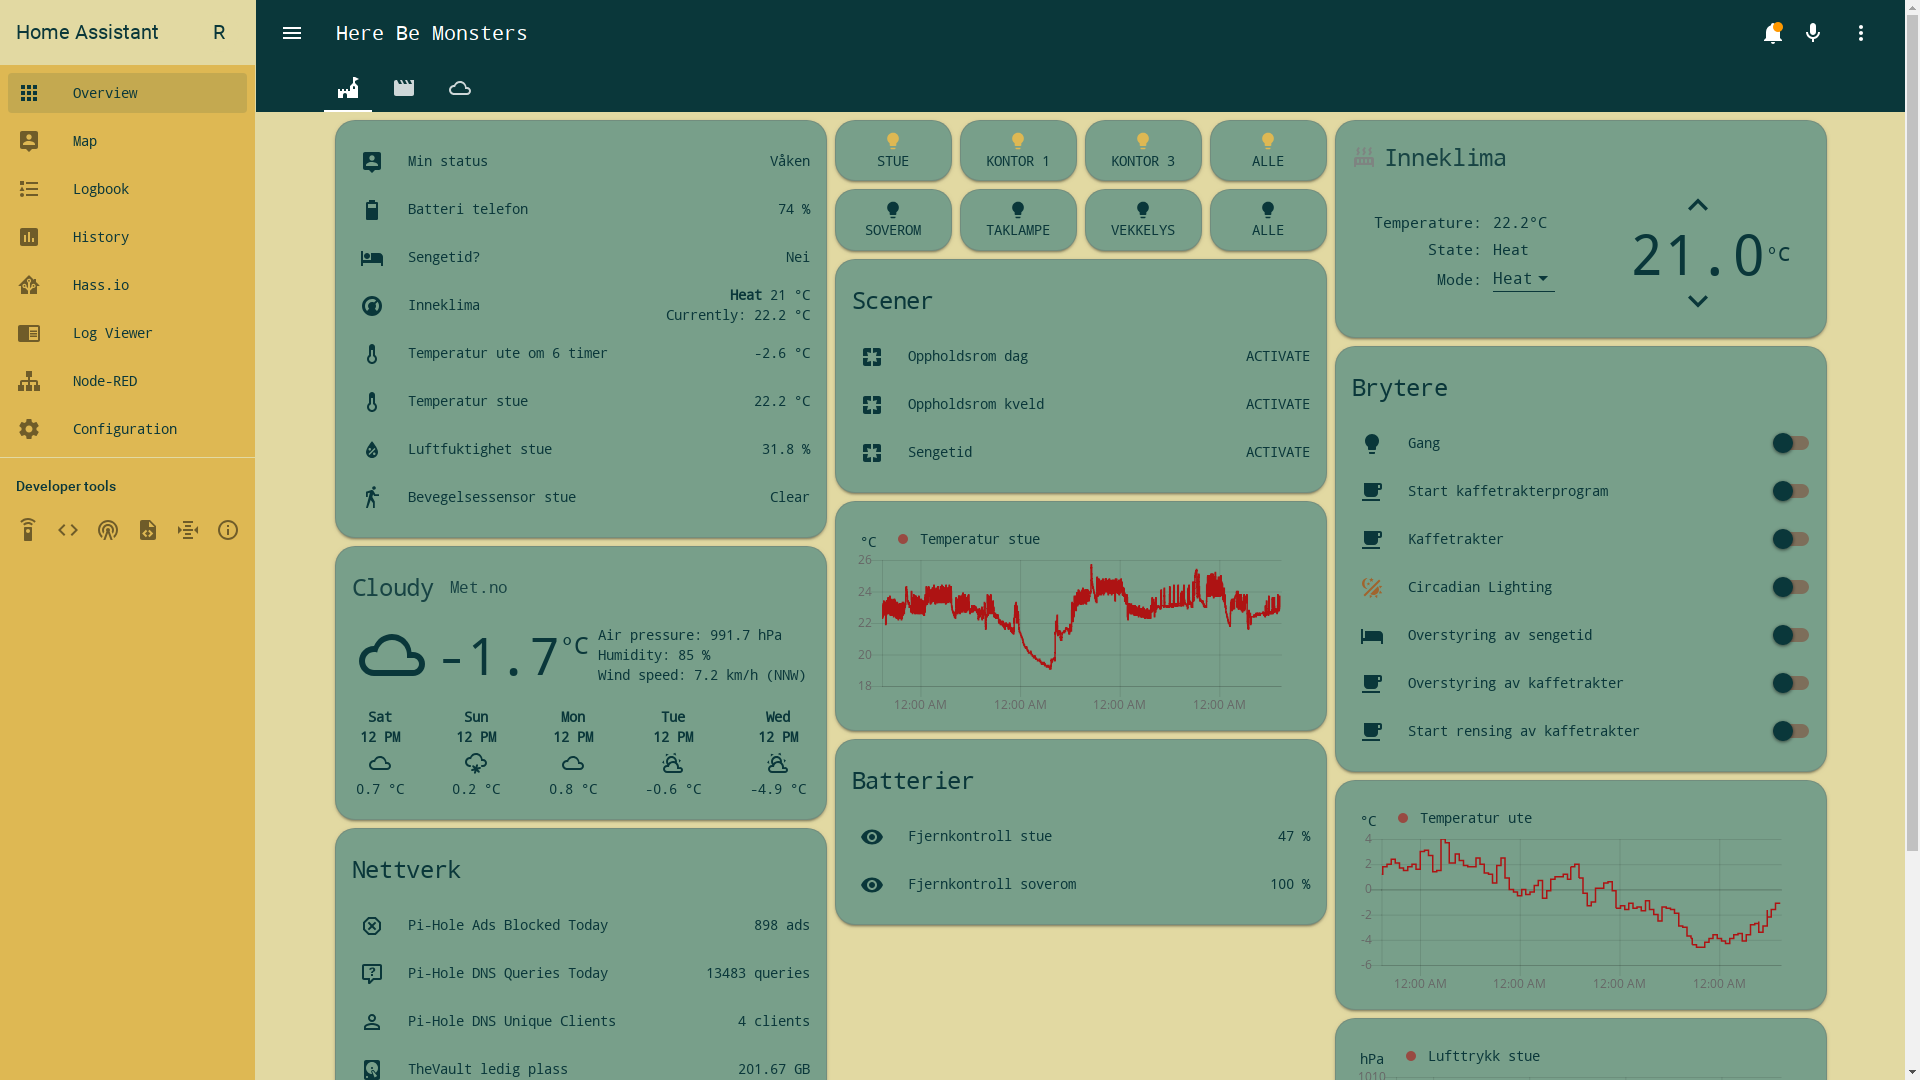 Home Assistant R
Overview
Map
Logbook
History
Hass.io
Log Viewer
Node-RED
Configuration
Developer tools
Here Be Monsters
Min status Våken
Batteri telefon 74 %
Sengetid? Nei
Inneklima Heat 21 °C
Currently: 22.2 °C
Temperatur ute om 6 timer -2.6 °C
Temperatur stue 22.2 °C
Luftfuktighet stue 31.8 %
Bevegelsessensor stue Clear
Cloudy Met.no
-1.7 °C
Air pressure: 991.7 hPa
Humidity: 85 %
Wind speed: 7.2 km/h (NNW)
Sat Sun Mon Tue Wed
12 PM 12 PM 12 PM 12 PM 12 PM
0.7 °C 0.2 °C 0.8 °C -0.6 °C -4.9 °C
Nettverk
Pi-Hole Ads Blocked Today 898 ads
Pi-Hole DNS Queries Today 13483 queries
Pi-Hole DNS Unique Clients 4 clients
TheVault ledig plass 201.67 GB
STUE KONTOR 1 KONTOR 3 ALLE
SOVEROM TAKLAMPE VEKKELYS ALLE
Scener
Oppholdsrom dag ACTIVATE
Oppholdsrom kveld ACTIVATE
Sengetid ACTIVATE
°C Temperatur stue
26
24
22
20
18
12:00 AM 12:00 AM 12:00 AM 12:00 AM
Batterier
Fjernkontroll stue 47 %
Fjernkontroll soverom 100 %
Inneklima
Temperature: 22.2°C
State: Heat
Mode: Heat
21.0 °C
Brytere
Gang
Start kaffetrakterprogram
Kaffetrakter
Circadian Lighting
Overstyring av sengetid
Overstyring av kaffetrakter
Start rensing av kaffetrakter
°C Temperatur ute
4
2
0
-2
-4
-6
12:00 AM 12:00 AM 12:00 AM 12:00 AM
hPa Lufttrykk stue
1010